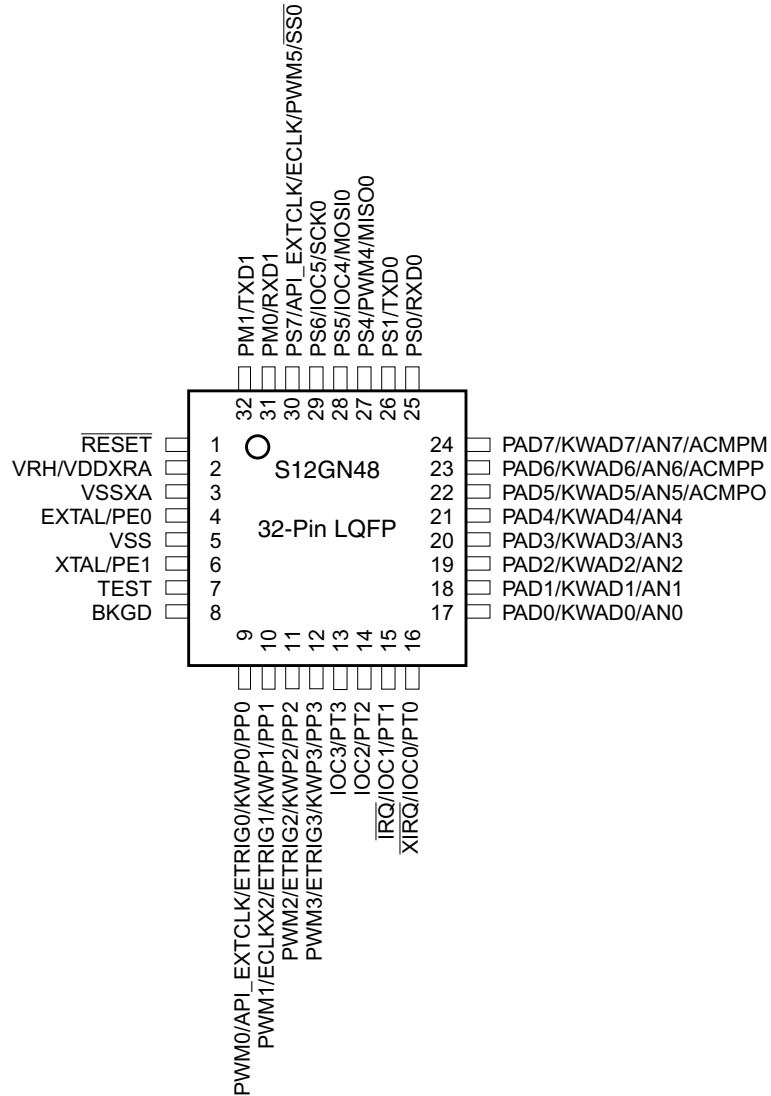 PM1/TXD1
PM0/RXD1
PS7/API_EXTCLK/ECLK/PWM5/SS0
PS6/IOC5/SCK0
PS5/IOC4/MOSI0
PS4/PWM4/MISO0
PS1/TXD0
PS0/RXD0
32
31
30
29
28
27
26
25
RESET 1
VRH/VDDXRA 2
VSSXA 3
EXTAL/PE0 4
VSS 5
XTAL/PE1 6
TEST 7
BKGD 8
S12GN48
32-Pin LQFP
24 PAD7/KWAD7/AN7/ACMPM
23 PAD6/KWAD6/AN6/ACMPP
22 PAD5/KWAD5/AN5/ACMPO
21 PAD4/KWAD4/AN4
20 PAD3/KWAD3/AN3
19 PAD2/KWAD2/AN2
18 PAD1/KWAD1/AN1
17 PAD0/KWAD0/AN0
9
10
11
12
13
14
15
16
PWM0/API_EXTCLK/ETRIG0/KWP0/PP0
PWM1/ECLKX2/ETRIG1/KWP1/PP1
PWM2/ETRIG2/KWP2/PP2
PWM3/ETRIG3/KWP3/PP3
IOC3/PT3
IOC2/PT2
IRQ/IOC1/PT1
XIRQ/IOC0/PT0